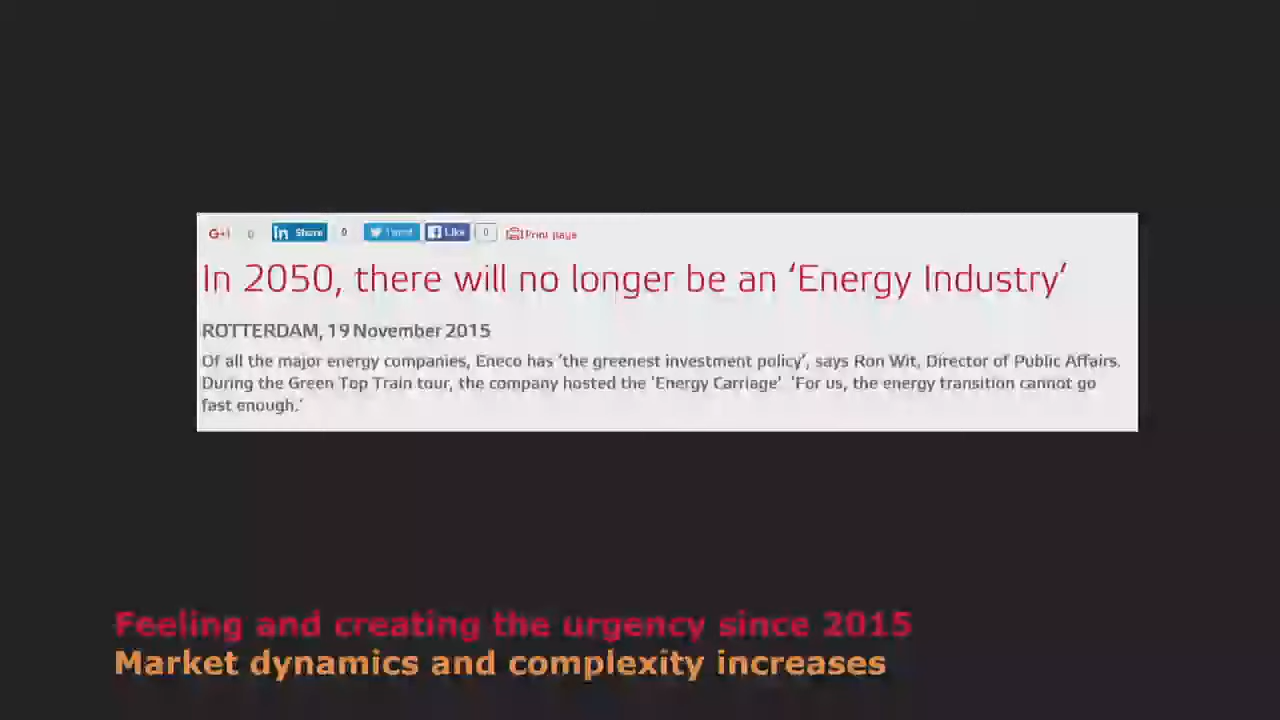 G+1 0 in Share 0 Tweet Like 0 Print page
In 2050, there will no longer be an ‘Energy Industry’
ROTTERDAM, 19 November 2015
Of all the major energy companies, Eneco has ‘the greenest investment policy’, says Ron Wit, Director of Public Affairs.
During the Green Top Train tour, the company hosted the ‘Energy Carriage’ ‘For us, the energy transition cannot go
fast enough.’
Feeling and creating the urgency since 2015
Market dynamics and complexity increases